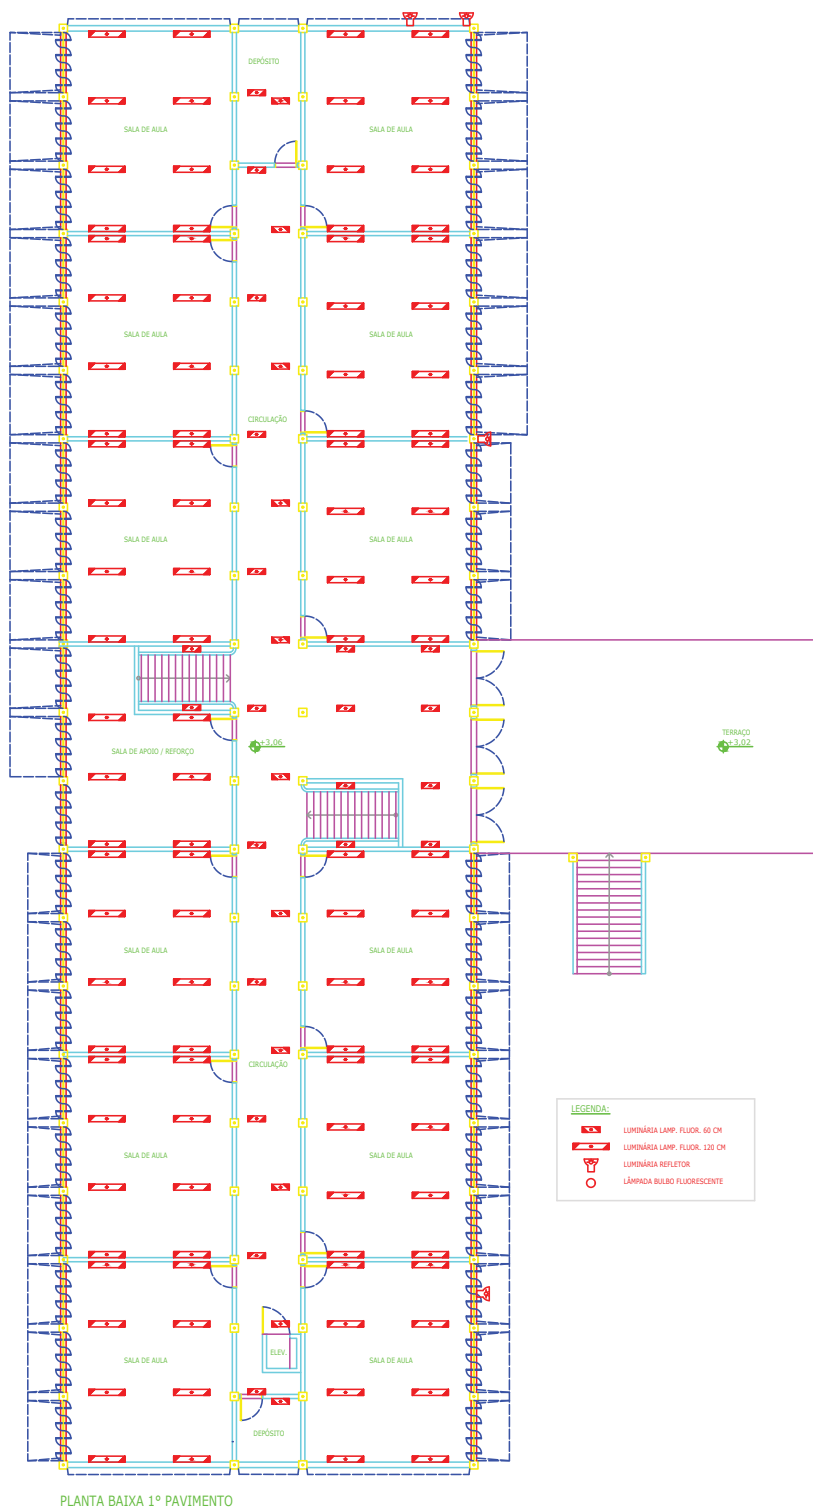 DEPÓSITO
SALA DE AULA
SALA DE AULA
SALA DE AULA
SALA DE AULA
CIRCULAÇÃO
SALA DE AULA
SALA DE AULA
TERRAÇO
+3,06
+3,02
SALA DE APOIO / REFORÇO
SALA DE AULA
SALA DE AULA
CIRCULAÇÃO
LEGENDA:
LUMINÁRIA LAMP. FLUOR. 60 CM
LUMINÁRIA LAMP. FLUOR. 120 CM
SALA DE AULA
SALA DE AULA
LUMINÁRIA REFLETOR
LÂMPADA BULBO FLUORESCENTE
ELEV.
SALA DE AULA
SALA DE AULA
DEPÓSITO
PLANTA BAIXA 1º PAVIMENTO